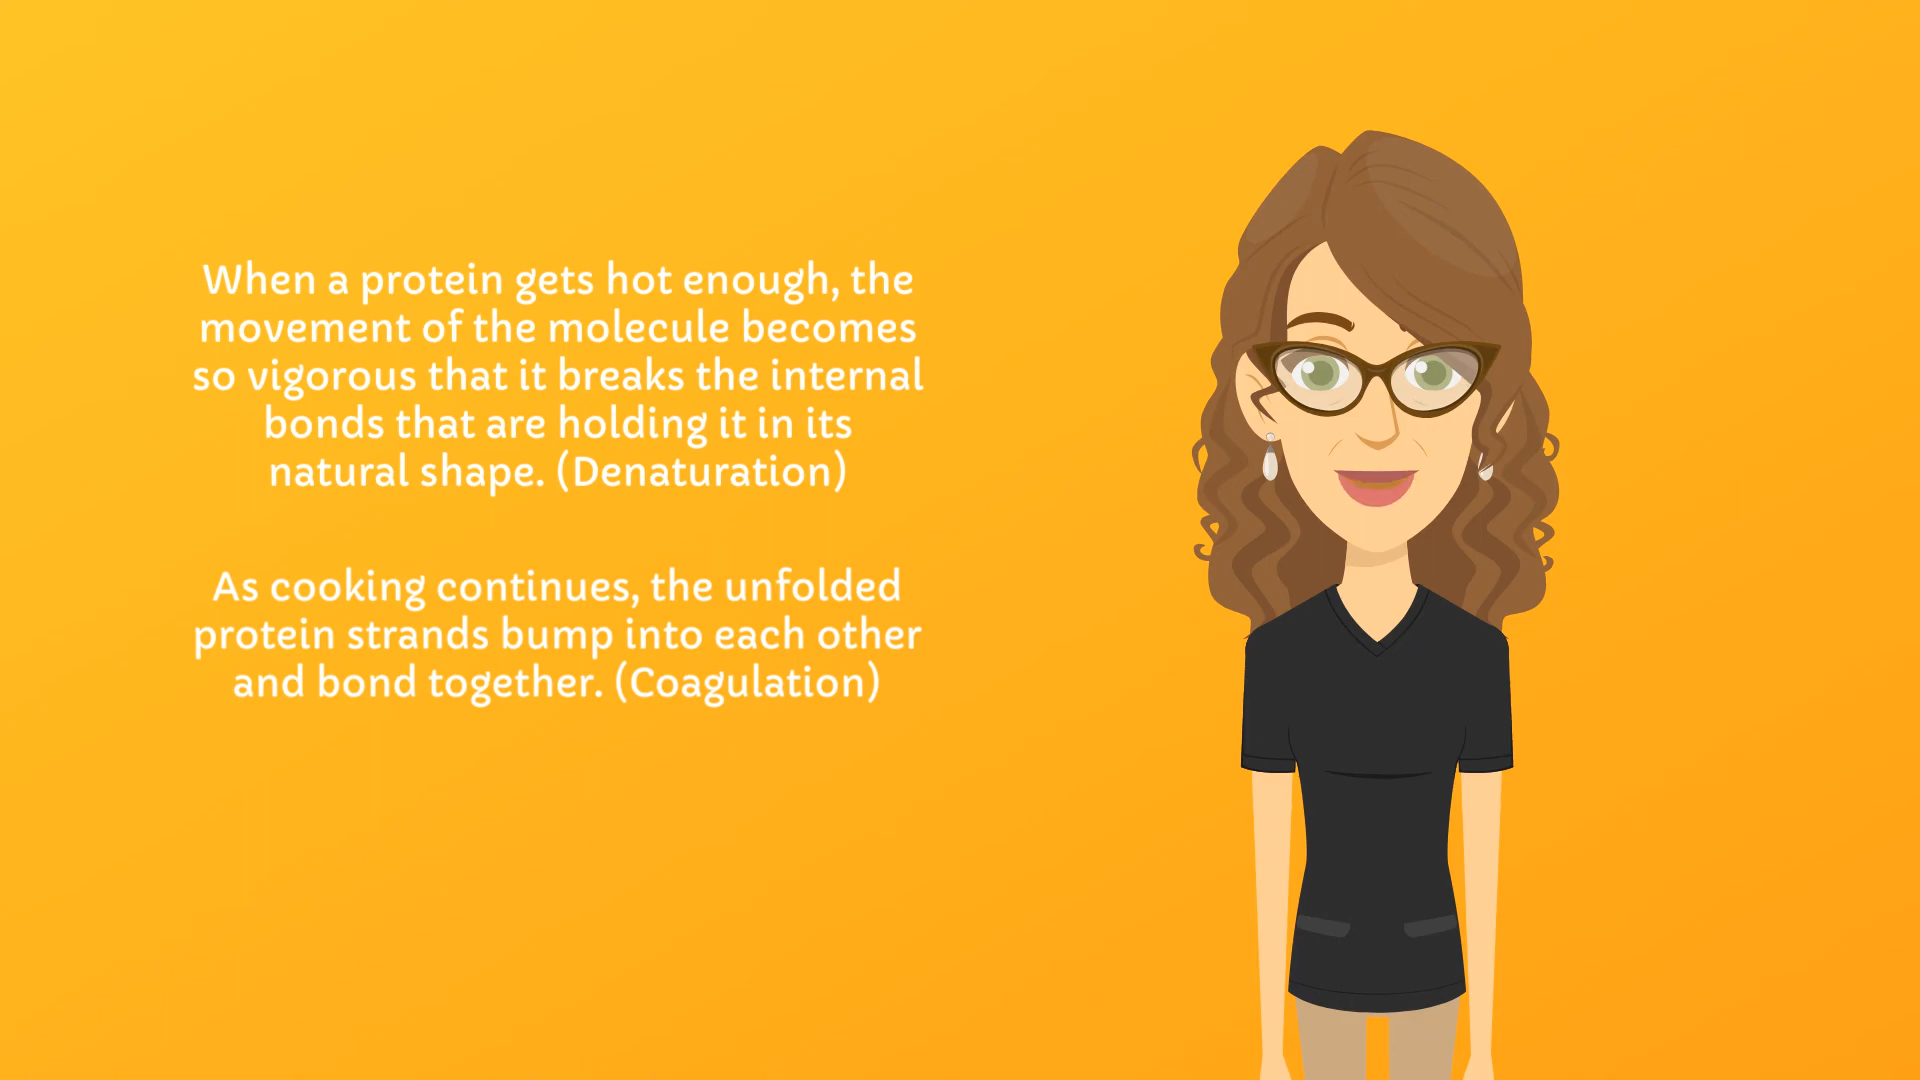 When a protein gets hot enough, the
movement of the molecule becomes
so vigorous that it breaks the internal
bonds that are holding it in its
natural shape. (Denaturation)
As cooking continues, the unfolded
protein strands bump into each other
and bond together. (Coagulation)